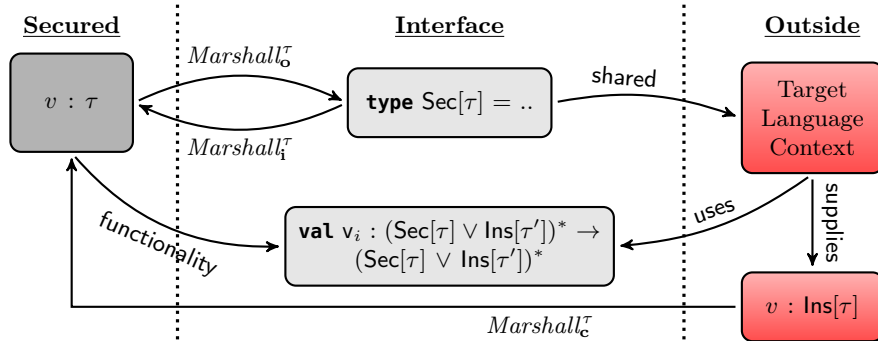 Secured
Interface
Outside
Marshall_o^τ
v : τ
type Sec[τ] = ..
shared
Target
Language
Context
Marshall_i^τ
functionality
val v_i : (Sec[τ] ∨ Ins[τ′])* →
(Sec[τ] ∨ Ins[τ′])*
uses
supplies
v : Ins[τ]
Marshall_c^τ